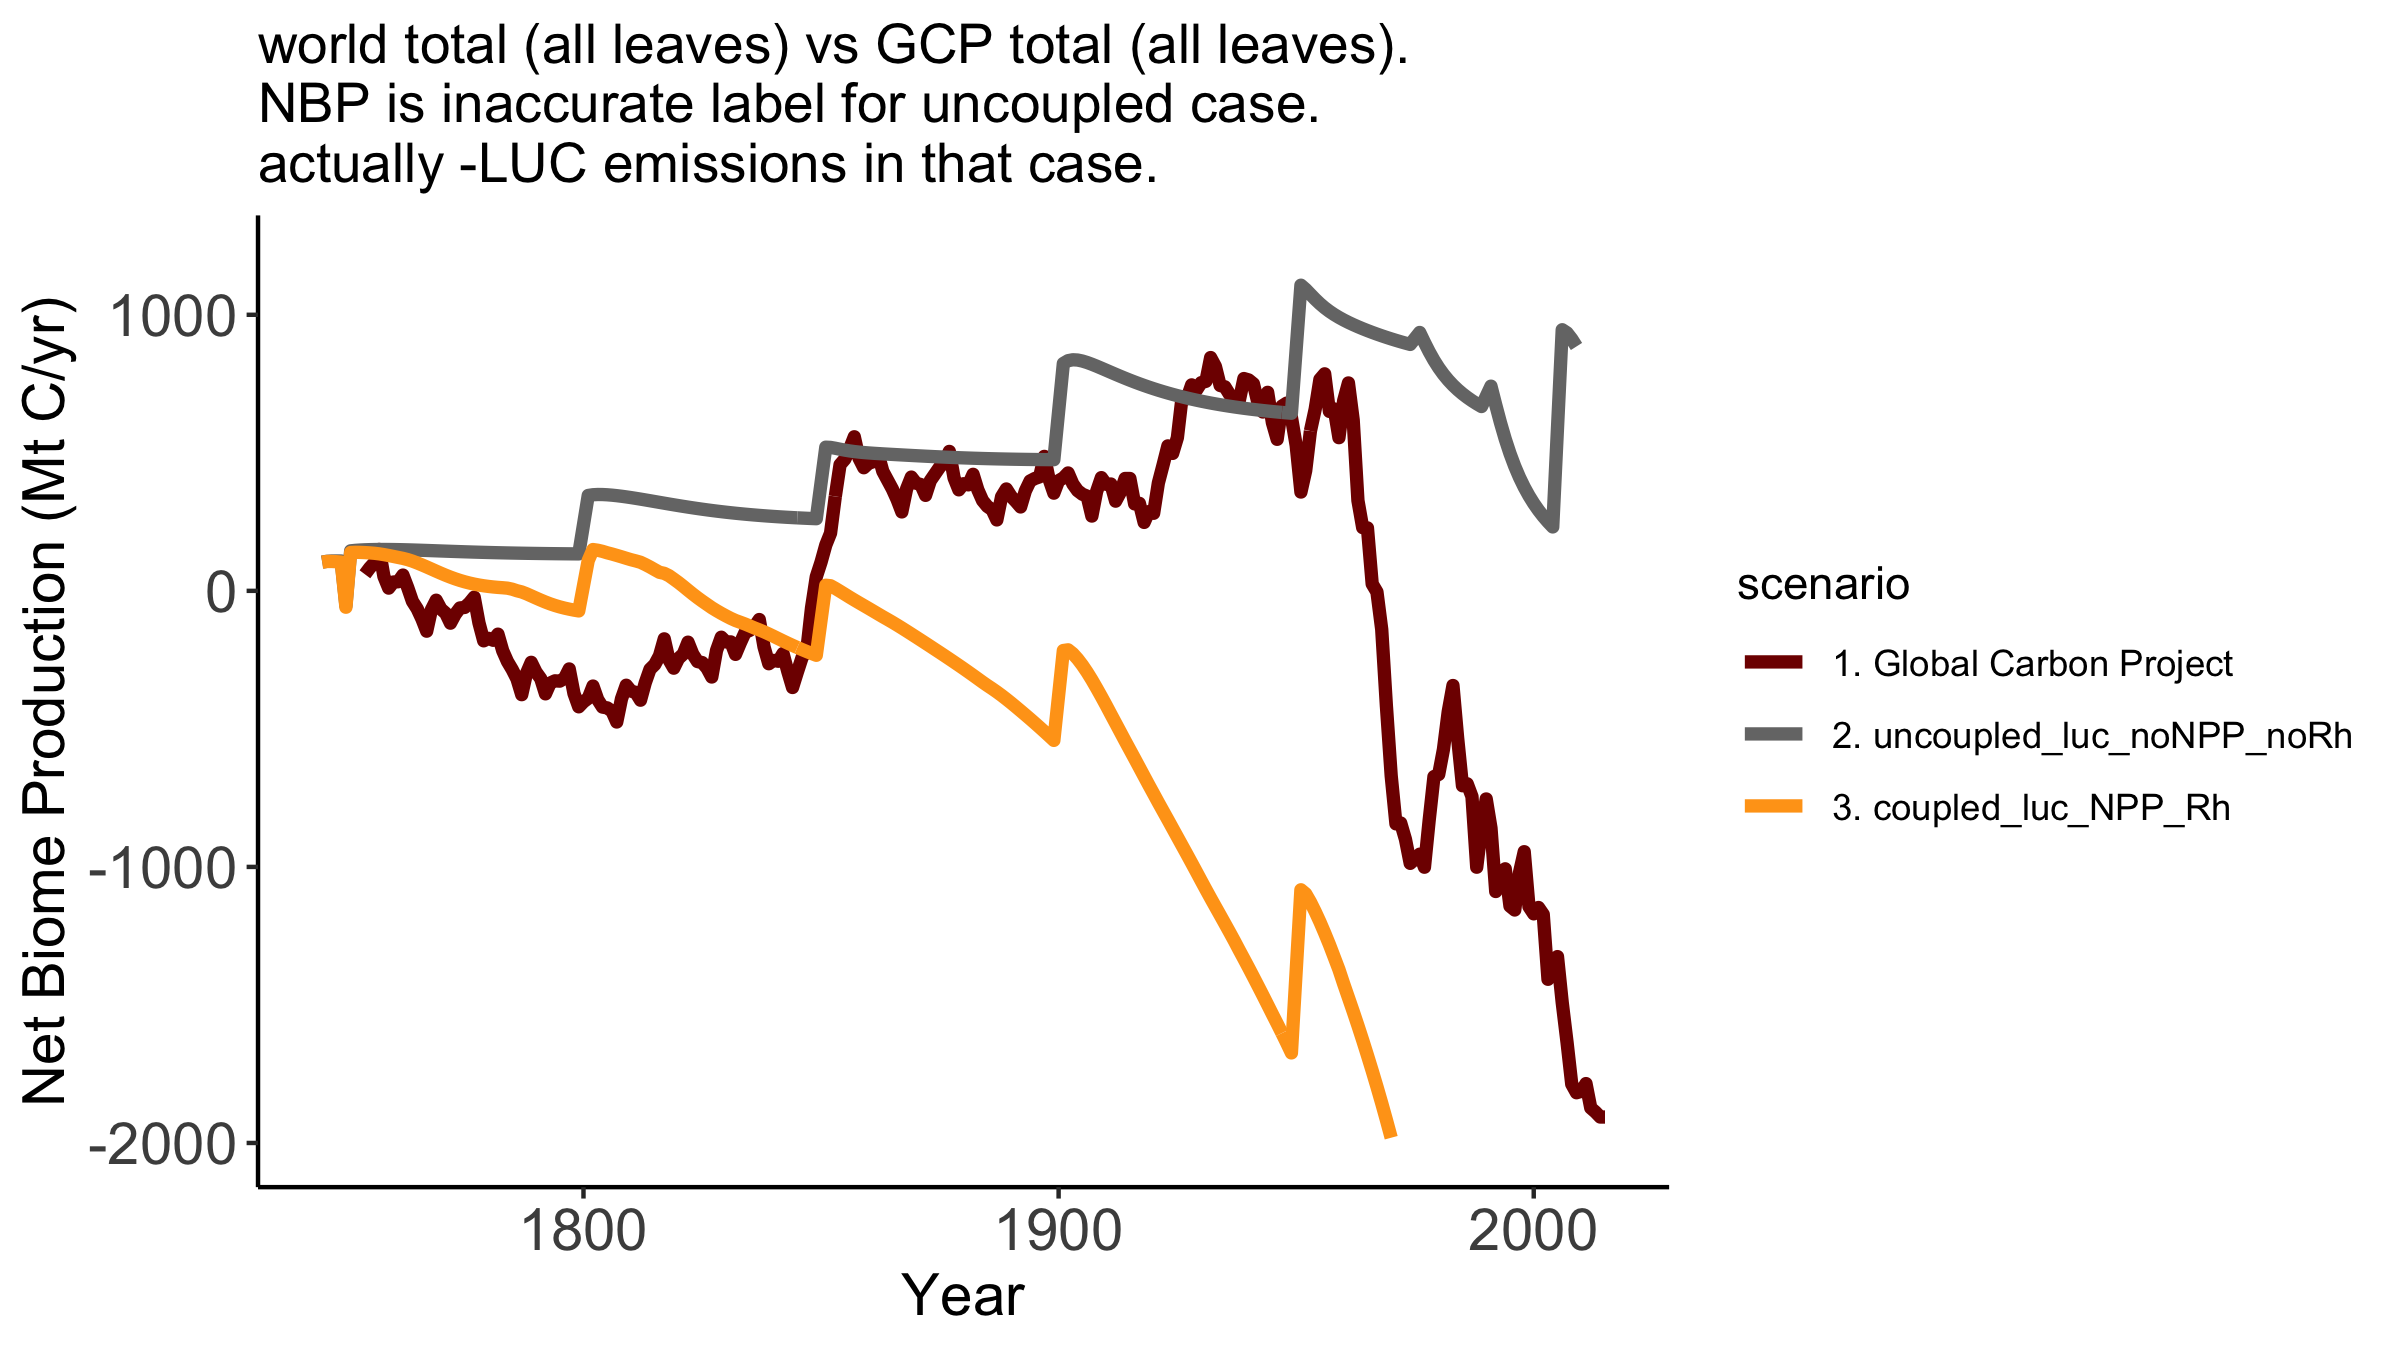 world total (all leaves) vs GCP total (all leaves).
NBP is inaccurate label for uncoupled case.
actually -LUC emissions in that case.
Net Biome Production (Mt C/yr)
1000
0
-1000
-2000
1800
1900
2000
Year
scenario
1. Global Carbon Project
2. uncoupled_luc_noNPP_noRh
3. coupled_luc_NPP_Rh